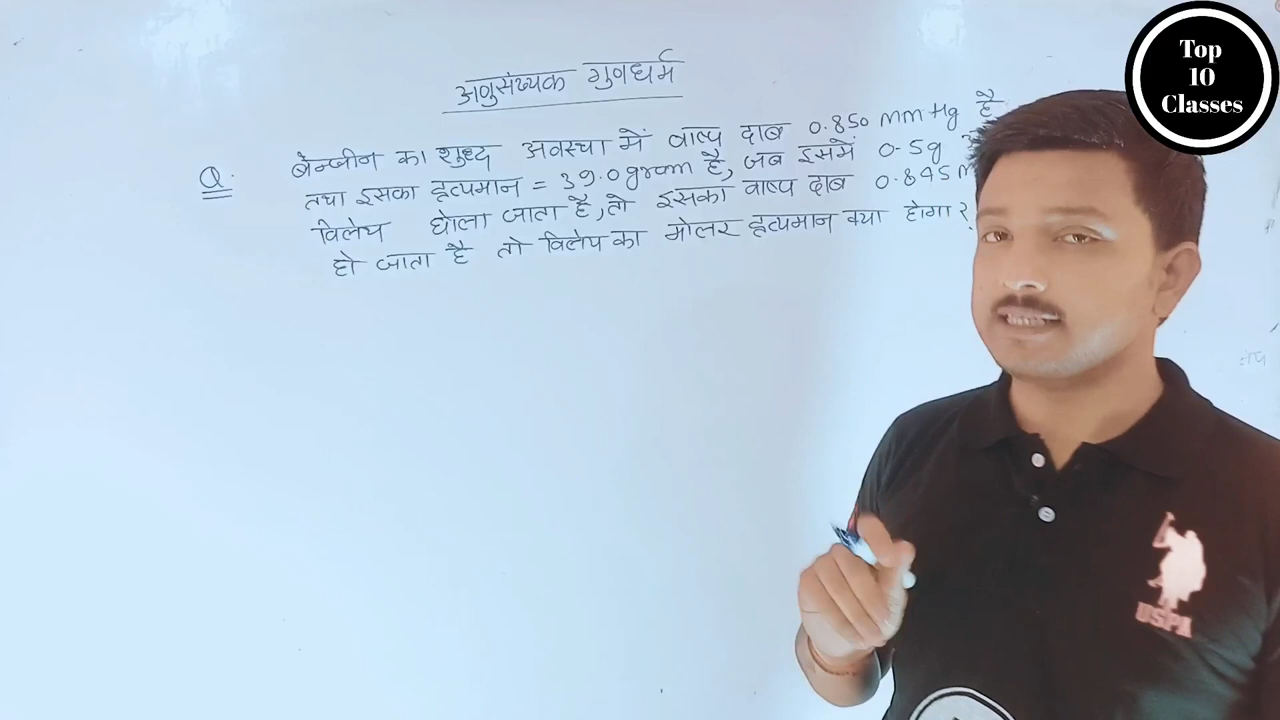 अणुसंख्यक गुणधर्म
Q. बेन्जीन का शुध्द अवस्था में वाष्प दाब 0.850 mm Hg है
तथा इसका द्रव्यमान = 39.0 gram है, जब इसमें 0.5g
विलेय घोला जाता है, तो इसका वाष्प दाब 0.845
हो जाता है तो विलेय का मोलर द्रव्यमान क्या होगा ?
Top
10
Classes
USPA